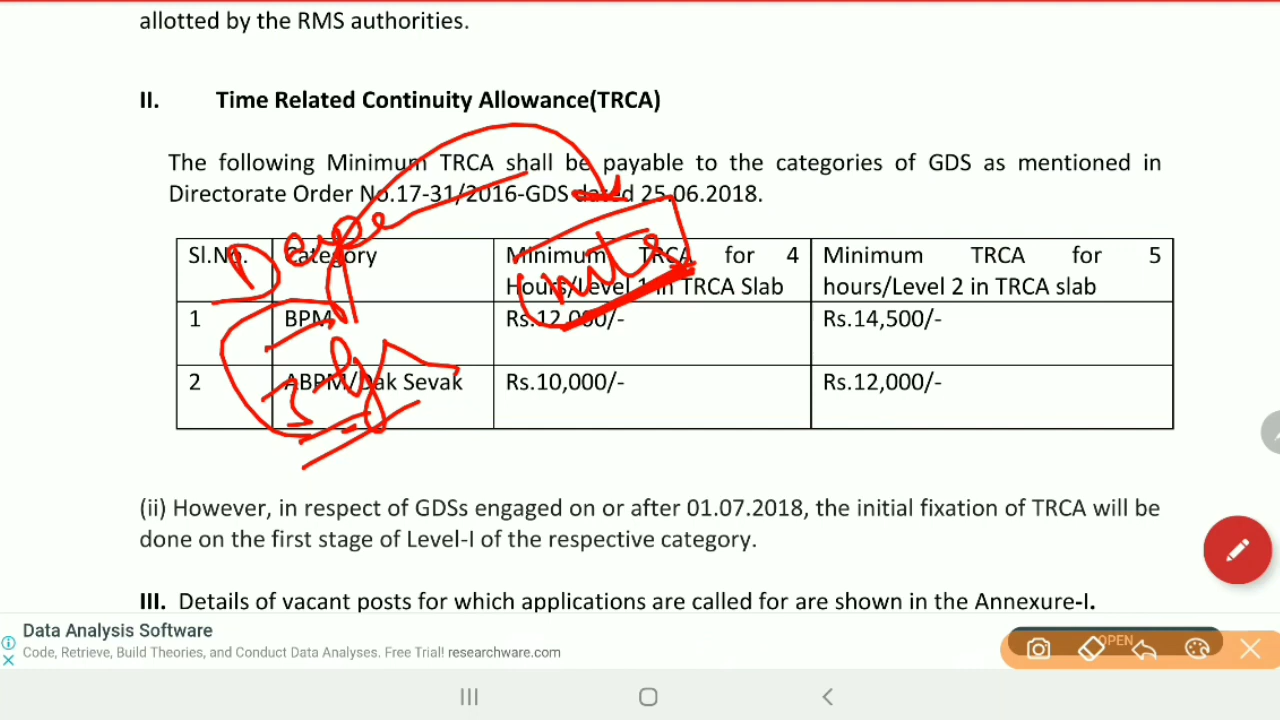 allotted by the RMS authorities.
II. Time Related Continuity Allowance(TRCA)
The following Minimum TRCA shall be payable to the categories of GDS as mentioned in
Directorate Order No.17-31/2016-GDS dated 25.06.2018.
Sl.No. Category Minimum TRCA for 4 Hours/Level 1 in TRCA Slab Minimum TRCA for 5 hours/Level 2 in TRCA slab
1 BPM Rs.12,000/- Rs.14,500/-
2 ABPM/Dak Sevak Rs.10,000/- Rs.12,000/-
(ii) However, in respect of GDSs engaged on or after 01.07.2018, the initial fixation of TRCA will be
done on the first stage of Level-I of the respective category.
III. Details of vacant posts for which applications are called for are shown in the Annexure-I.
Data Analysis Software
Code, Retrieve, Build Theories, and Conduct Data Analyses. Free Trial! researchware.com
OPEN